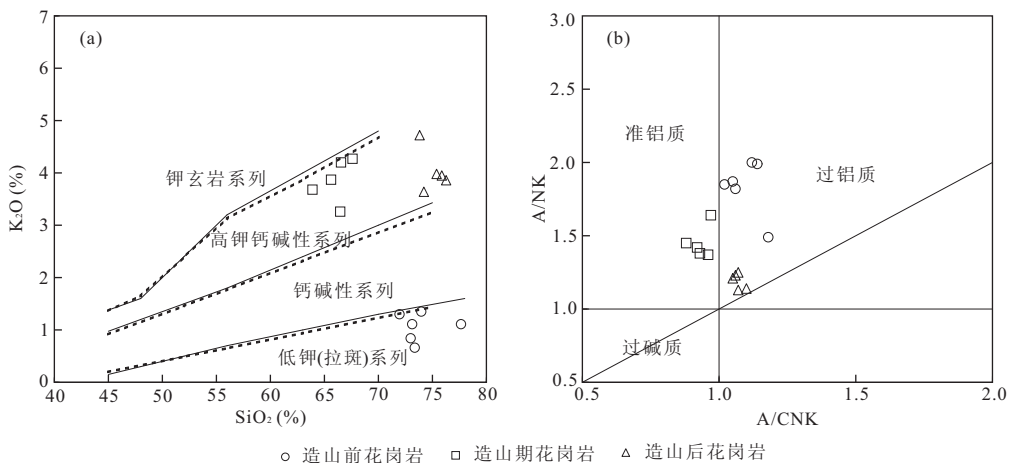 (a)
7
6
5
4
3
2
1
0
K₂O (%)
钾玄岩系列
高钾钙碱性系列
钙碱性系列
低钾(拉斑)系列
40 45 50 55 60 65 70 75 80
SiO₂ (%)
(b)
3.0
2.5
2.0
1.5
1.0
0.5
A/NK
准铝质
过铝质
过碱质
0.5 1.0 1.5 2.0
A/CNK
造山前花岗岩 造山期花岗岩 造山后花岗岩